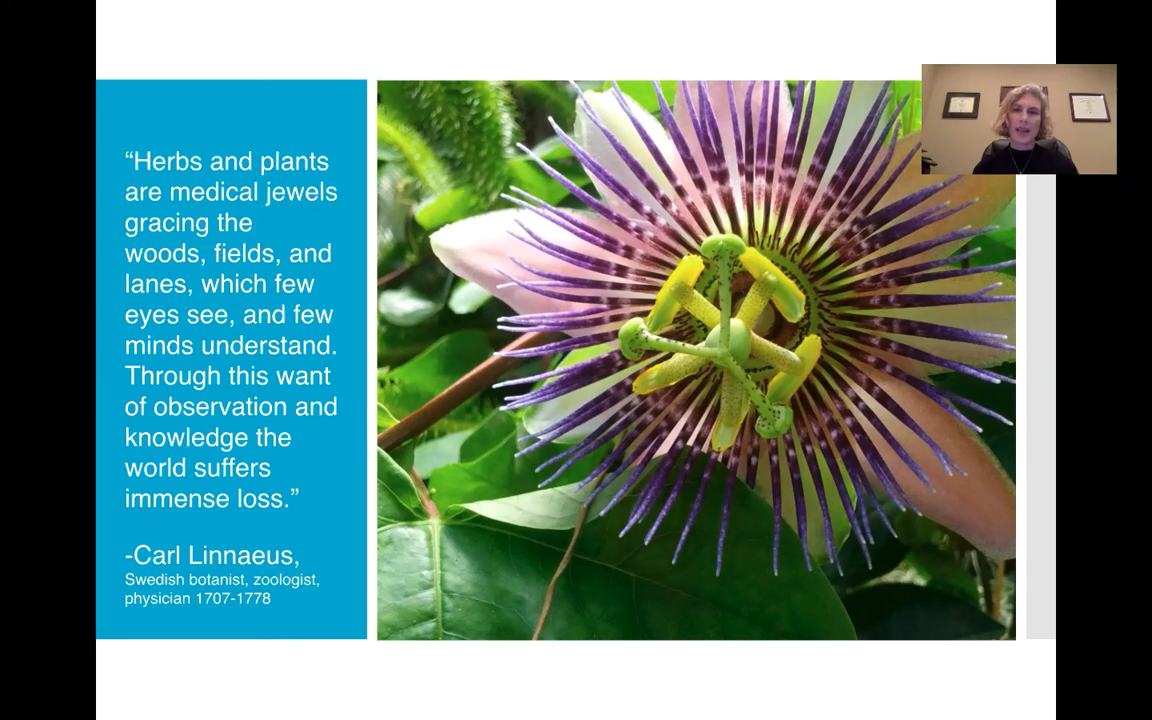 “Herbs and plants
are medical jewels
gracing the
woods, fields, and
lanes, which few
eyes see, and few
minds understand.
Through this want
of observation and
knowledge the
world suffers
immense loss.”
-Carl Linnaeus,
Swedish botanist, zoologist,
physician 1707-1778